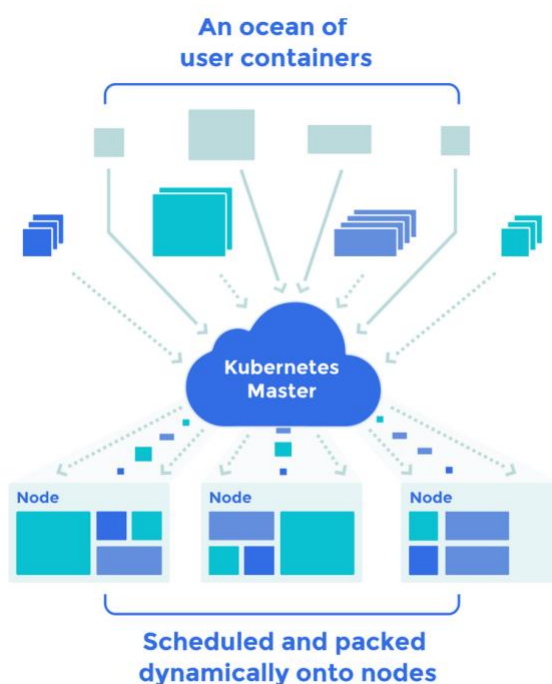 An ocean of
user containers
Kubernetes
Master
Node
Node
Node
Scheduled and packed
dynamically onto nodes